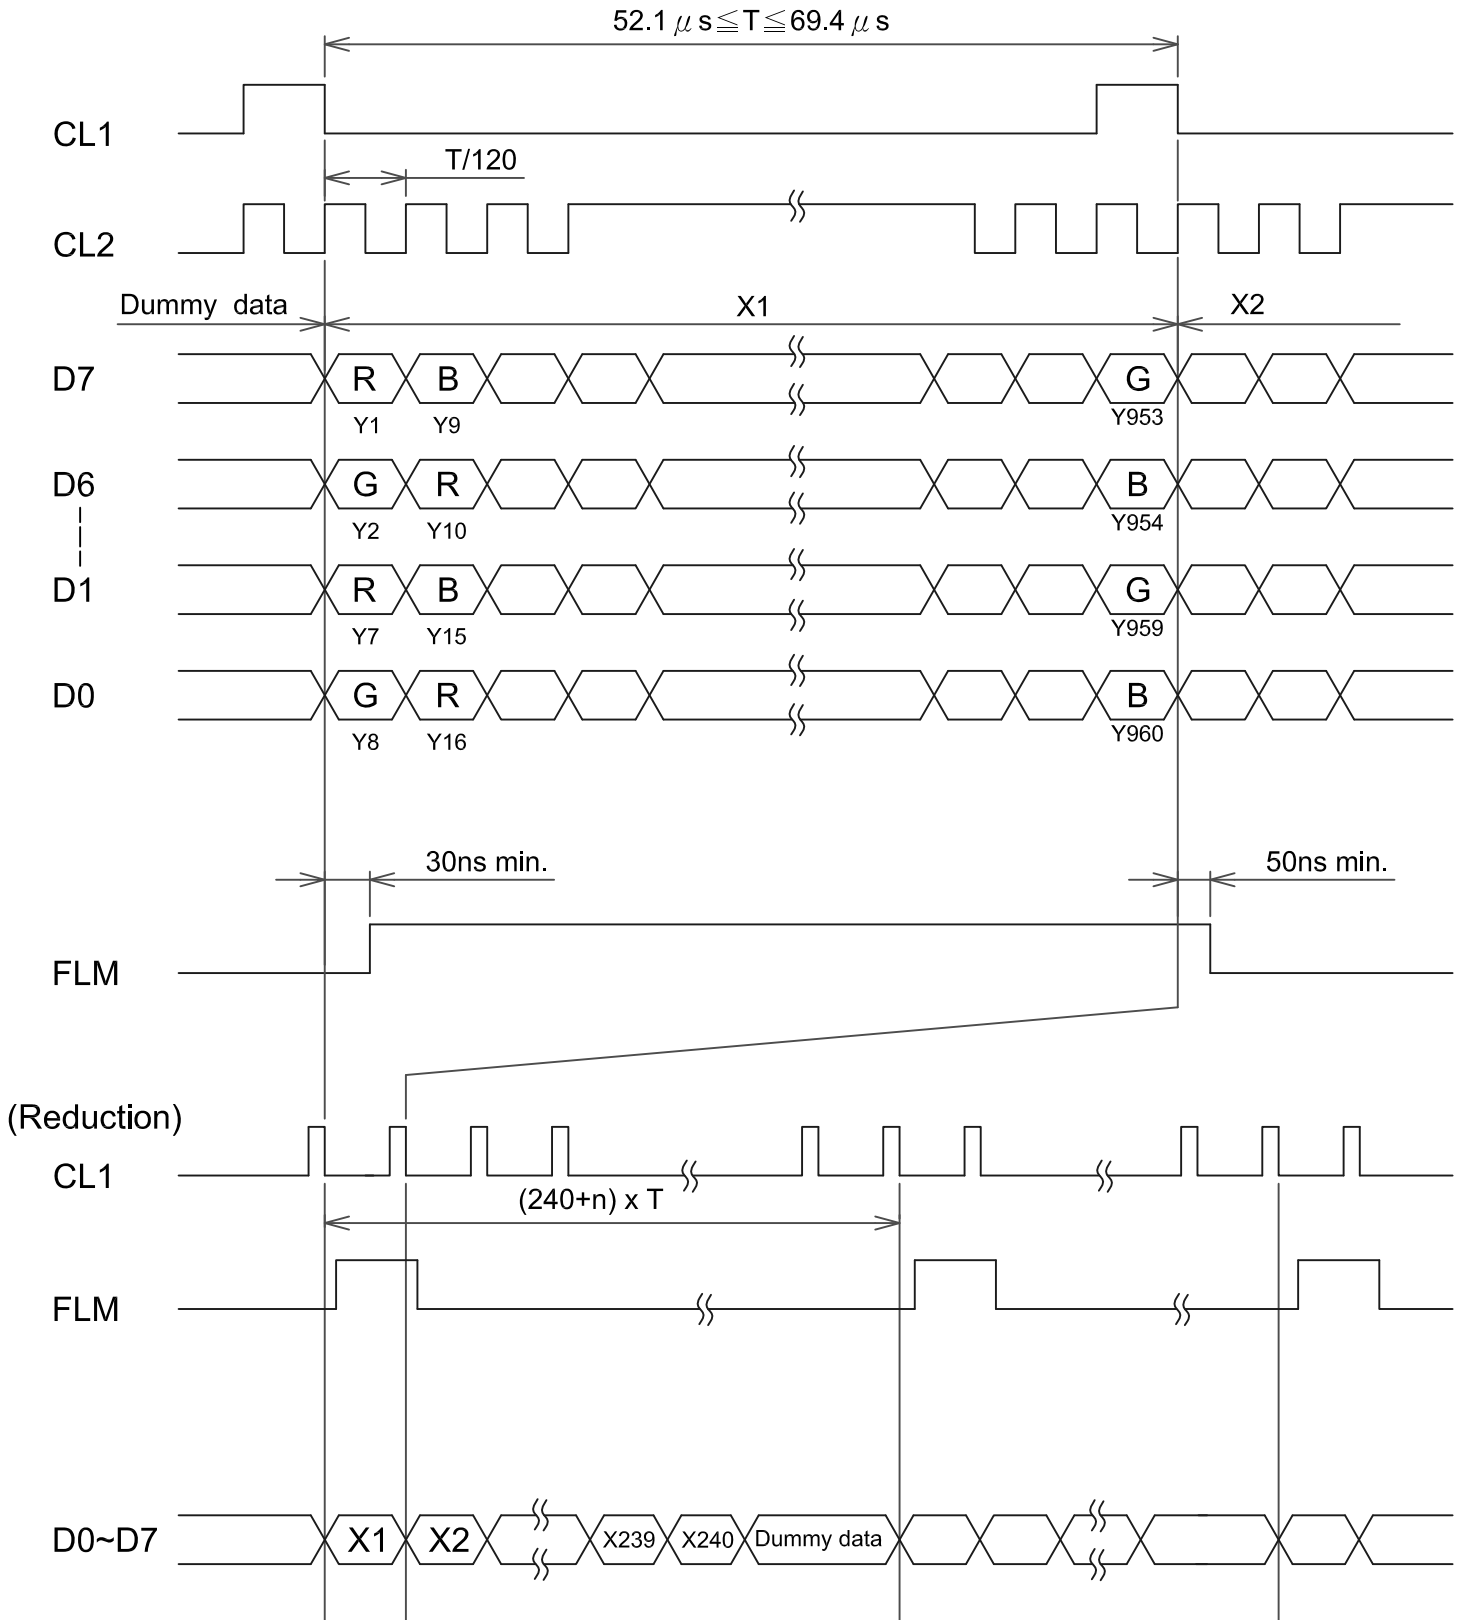 52.1 μs≦T≦69.4 μs
CL1
T/120
CL2
Dummy data
X1
X2
D7
R
B
G
Y1
Y9
Y953
D6
G
R
B
Y2
Y10
Y954
D1
R
B
G
Y7
Y15
Y959
D0
G
R
B
Y8
Y16
Y960
30ns min.
50ns min.
FLM
(Reduction)
CL1
(240+n) x T
FLM
D0~D7
X1
X2
X239
X240
Dummy data